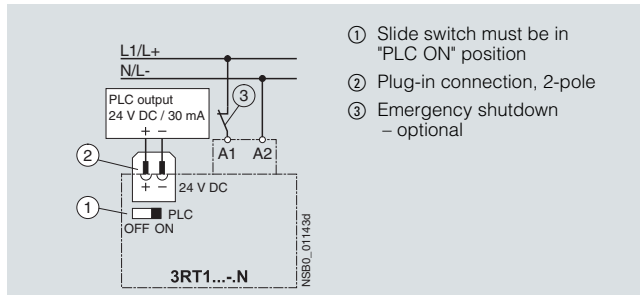 L1/L+
N/L-
PLC output
24 V DC / 30 mA
+ −
3
A1 A2
2
+ − 24 V DC
1
PLC
OFF ON
3RT1...-.N
NSB0_01143d
① Slide switch must be in
"PLC ON" position
② Plug-in connection, 2-pole
③ Emergency shutdown
– optional